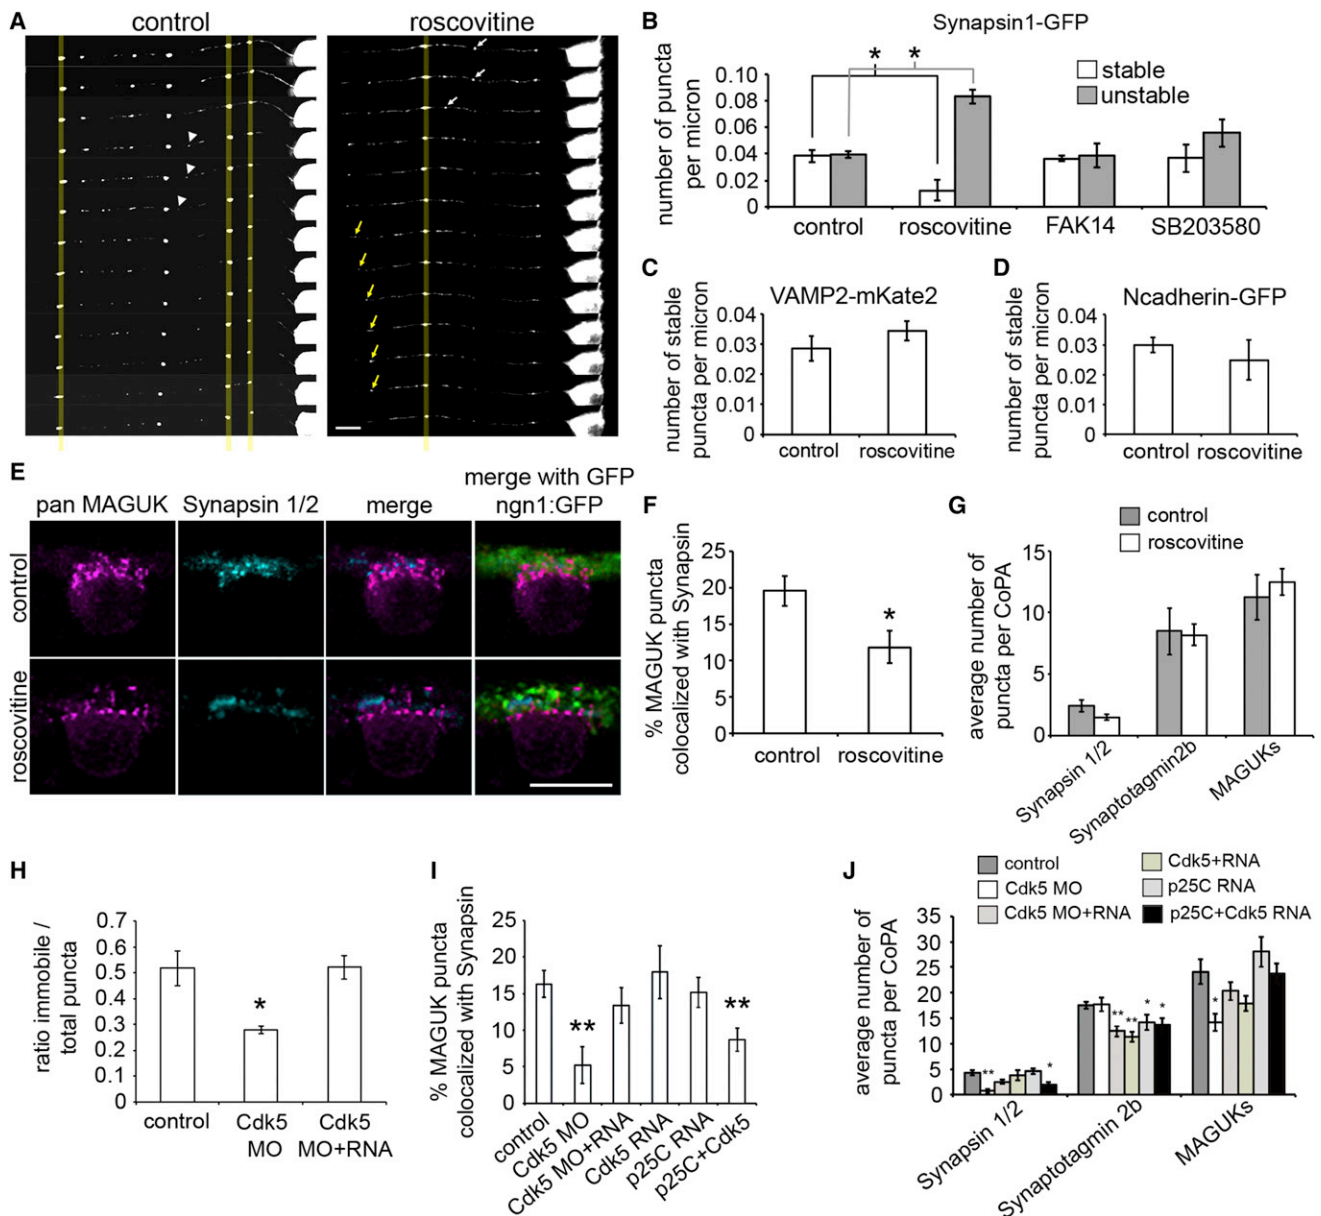 A
control
roscovitine
B
Synapsin1-GFP
* *
stable
unstable
number of puncta
per micron
0.10
0.08
0.06
0.04
0.02
0
control
roscovitine
FAK14
SB203580
C
VAMP2-mKate2
number of stable
puncta per micron
0.04
0.03
0.02
0.01
0
control
roscovitine
D
Ncadherin-GFP
number of stable
puncta per micron
0.04
0.03
0.02
0.01
0
control
roscovitine
E
pan MAGUK
Synapsin 1/2
merge
merge with GFP
ngn1:GFP
control
roscovitine
F
% MAGUK puncta
colocalized with Synapsin
25
20
15
10
5
0
*
control
roscovitine
G
control
roscovitine
average number of
puncta per CoPA
15
10
5
0
Synapsin 1/2
Synaptotagmin2b
MAGUKs
H
ratio immobile /
total puncta
0.7
0.6
0.5
0.4
0.3
0.2
0.1
0
*
control
Cdk5
MO
Cdk5
MO+RNA
I
% MAGUK puncta
colocalized with Synapsin
25
20
15
10
5
0
**
**
control
Cdk5 MO
Cdk5 MO+RNA
Cdk5 RNA
p25C RNA
p25C+Cdk5
J
control
Cdk5 MO
Cdk5 MO+RNA
Cdk5+RNA
p25C RNA
p25C+Cdk5 RNA
average number of
puncta per CoPA
35
30
25
20
15
10
5
0
** *
** ** * *
*
Synapsin 1/2
Synaptotagmin 2b
MAGUKs